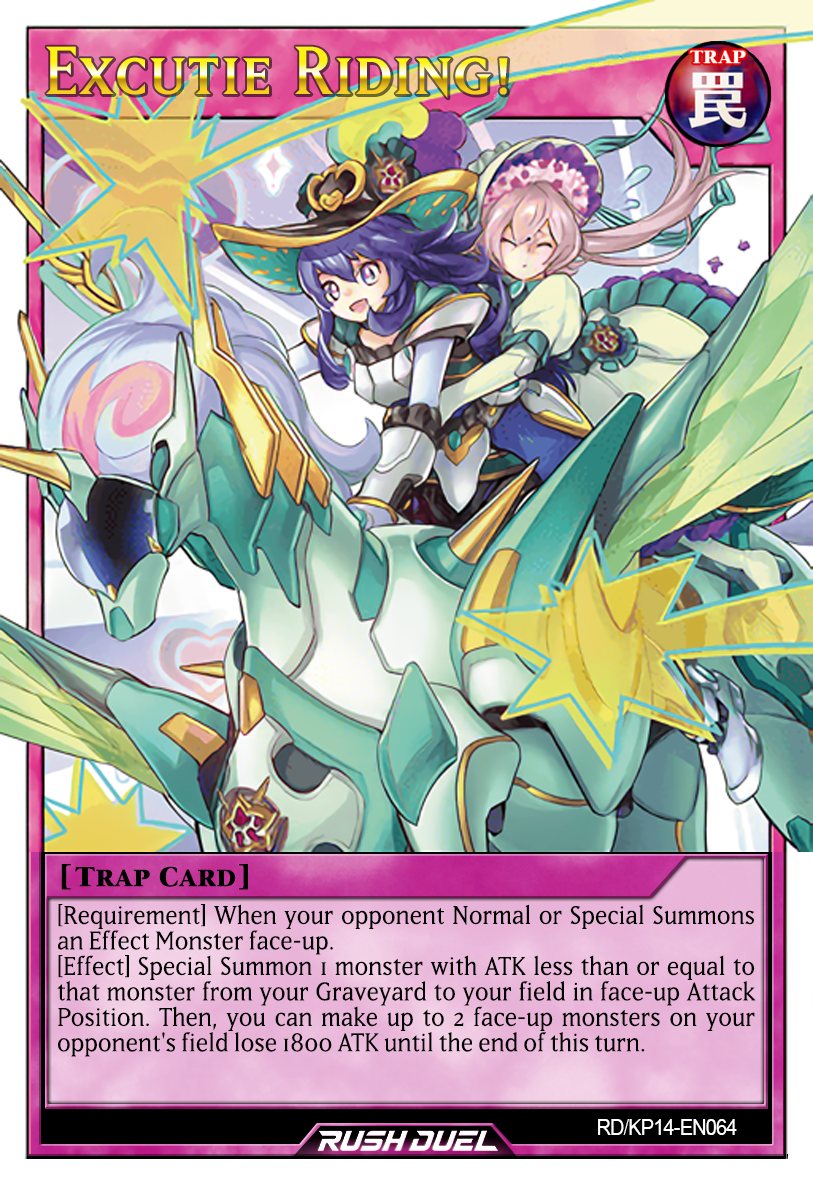 Excutie Riding!
TRAP
罠
[Trap Card]
[Requirement] When your opponent Normal or Special Summons
an Effect Monster face-up.
[Effect] Special Summon 1 monster with ATK less than or equal to
that monster from your Graveyard to your field in face-up Attack
Position. Then, you can make up to 2 face-up monsters on your
opponent's field lose 1800 ATK until the end of this turn.
RD/KP14-EN064
RUSH DUEL